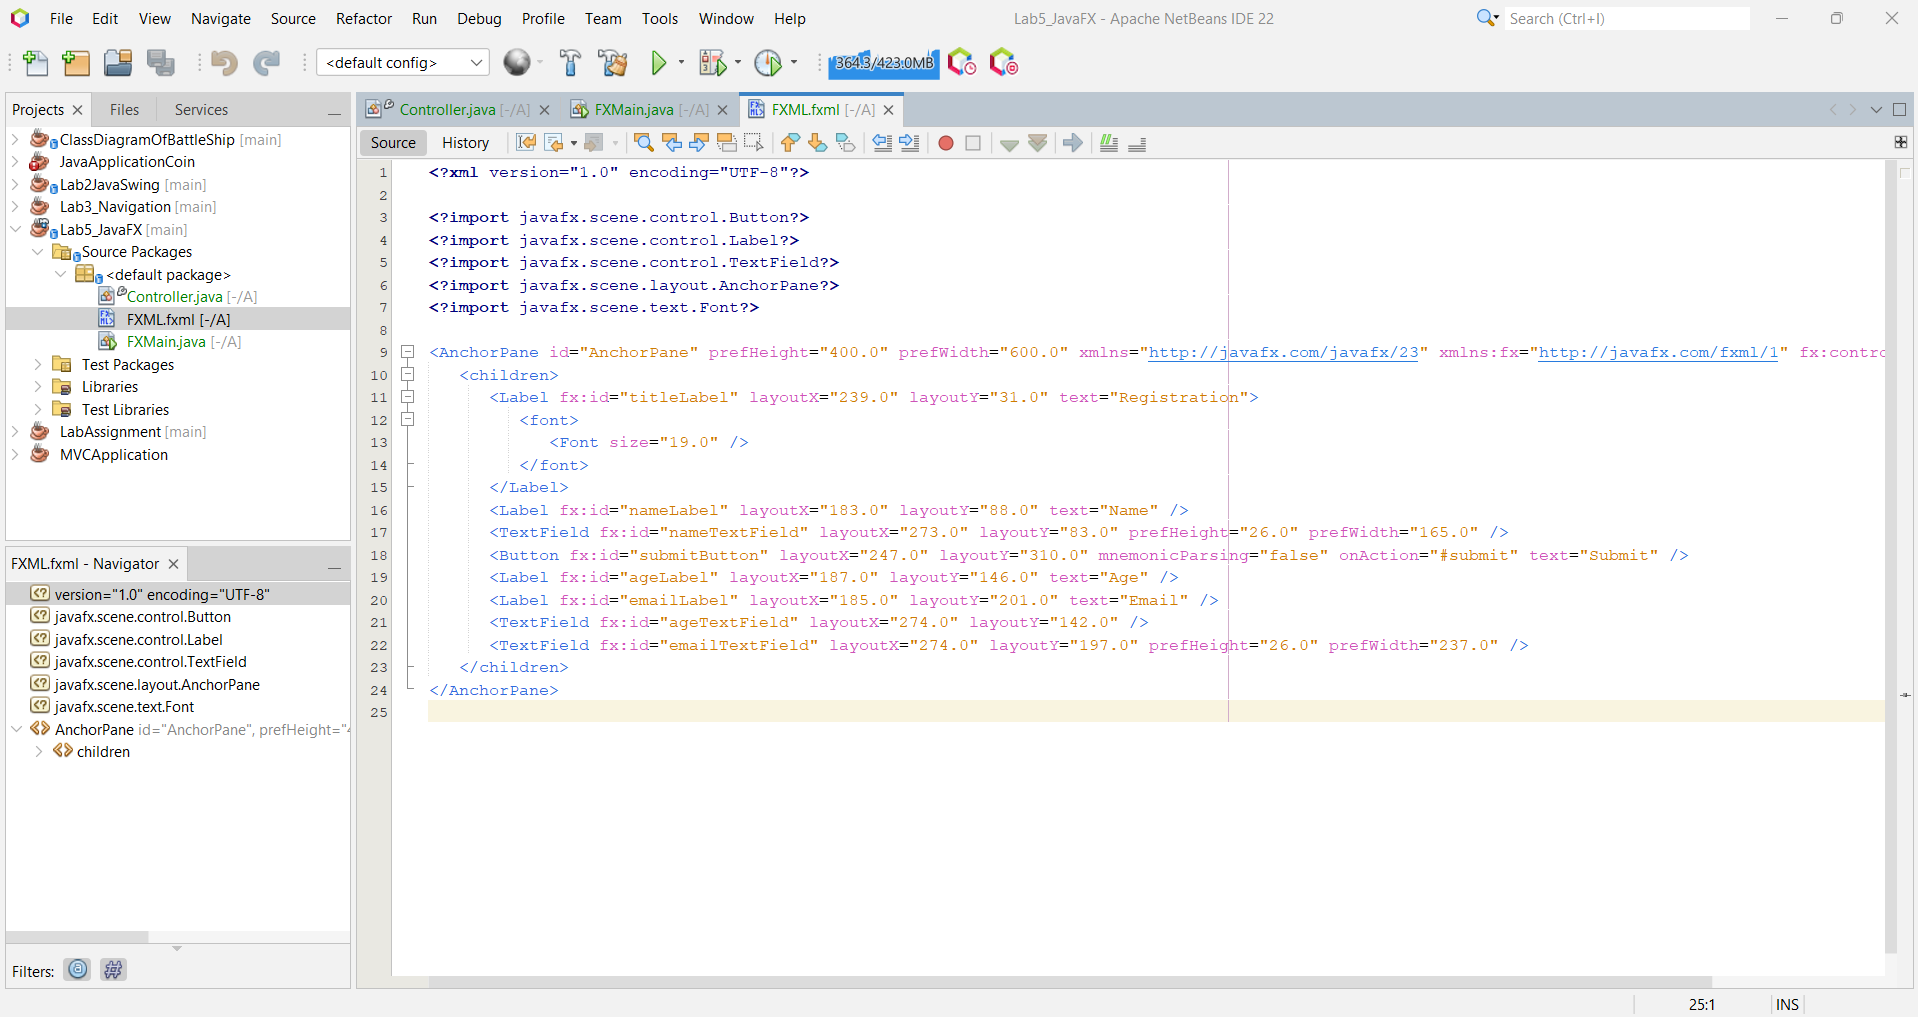 File Edit View Navigate Source Refactor Run Debug Profile Team Tools Window Help
Lab5_JavaFX - Apache NetBeans IDE 22
Search (Ctrl+I)
<default config>
364.3/423.0MB
Projects Files Services
ClassDiagramOfBattleShip [main]
JavaApplicationCoin
Lab2JavaSwing [main]
Lab3_Navigation [main]
Lab5_JavaFX [main]
Source Packages
<default package>
Controller.java [-/A]
FXML.fxml [-/A]
FXMain.java [-/A]
Test Packages
Libraries
Test Libraries
LabAssignment [main]
MVCApplication
FXML.fxml - Navigator
version="1.0" encoding="UTF-8"
javafx.scene.control.Button
javafx.scene.control.Label
javafx.scene.control.TextField
javafx.scene.layout.AnchorPane
javafx.scene.text.Font
AnchorPane id="AnchorPane", prefHeight="4
children
Filters:
Controller.java [-/A] FXMain.java [-/A] FXML.fxml [-/A]
Source History
1 <?xml version="1.0" encoding="UTF-8"?>
2
3 <?import javafx.scene.control.Button?>
4 <?import javafx.scene.control.Label?>
5 <?import javafx.scene.control.TextField?>
6 <?import javafx.scene.layout.AnchorPane?>
7 <?import javafx.scene.text.Font?>
8
9 <AnchorPane id="AnchorPane" prefHeight="400.0" prefWidth="600.0" xmlns="http://javafx.com/javafx/23" xmlns:fx="http://javafx.com/fxml/1" fx:contro
10 <children>
11 <Label fx:id="titleLabel" layoutX="239.0" layoutY="31.0" text="Registration">
12 <font>
13 <Font size="19.0" />
14 </font>
15 </Label>
16 <Label fx:id="nameLabel" layoutX="183.0" layoutY="88.0" text="Name" />
17 <TextField fx:id="nameTextField" layoutX="273.0" layoutY="83.0" prefHeight="26.0" prefWidth="165.0" />
18 <Button fx:id="submitButton" layoutX="247.0" layoutY="310.0" mnemonicParsing="false" onAction="#submit" text="Submit" />
19 <Label fx:id="ageLabel" layoutX="187.0" layoutY="146.0" text="Age" />
20 <Label fx:id="emailLabel" layoutX="185.0" layoutY="201.0" text="Email" />
21 <TextField fx:id="ageTextField" layoutX="274.0" layoutY="142.0" />
22 <TextField fx:id="emailTextField" layoutX="274.0" layoutY="197.0" prefHeight="26.0" prefWidth="237.0" />
23 </children>
24 </AnchorPane>
25
25:1 INS